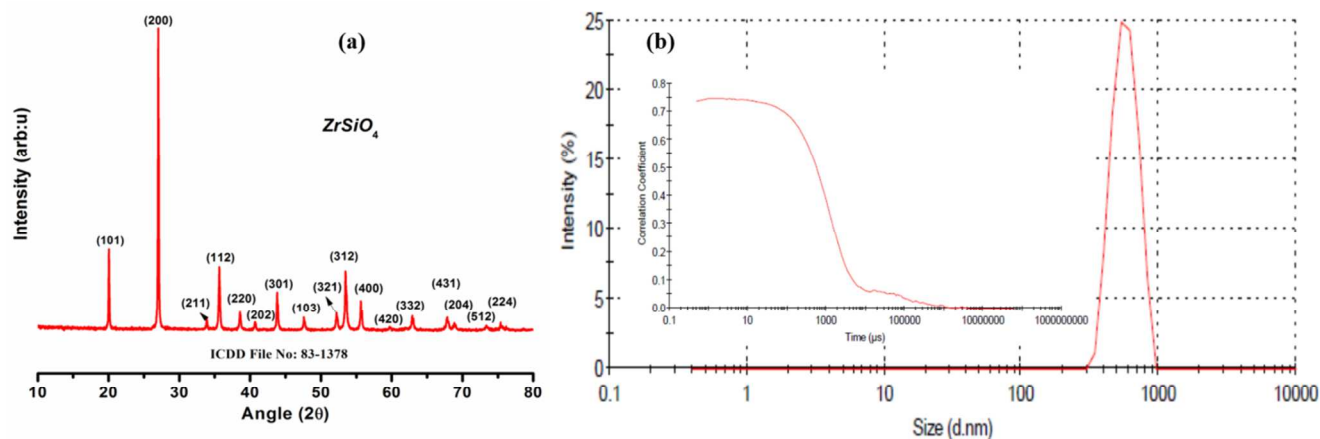 (a)
(200)
ZrSiO4
Intensity (arb:u)
(101)
(112)
(312)
(431)
(301)
(321)
(400)
(224)
(211)
(220)
(202)
(103)
(332)
(204)
(420)
(512)
ICDD File No: 83-1378
10 20 30 40 50 60 70 80
Angle (2θ)
(b)
25
20
15
10
5
0
Intensity (%)
0.1 1 10 100 1000 10000
Size (d.nm)
0.8
0.7
0.6
0.5
0.4
0.3
0.2
0.1
0.0
Correlation Coefficient
0.1 10 1000 100000 10000000 1000000000
Time (µs)